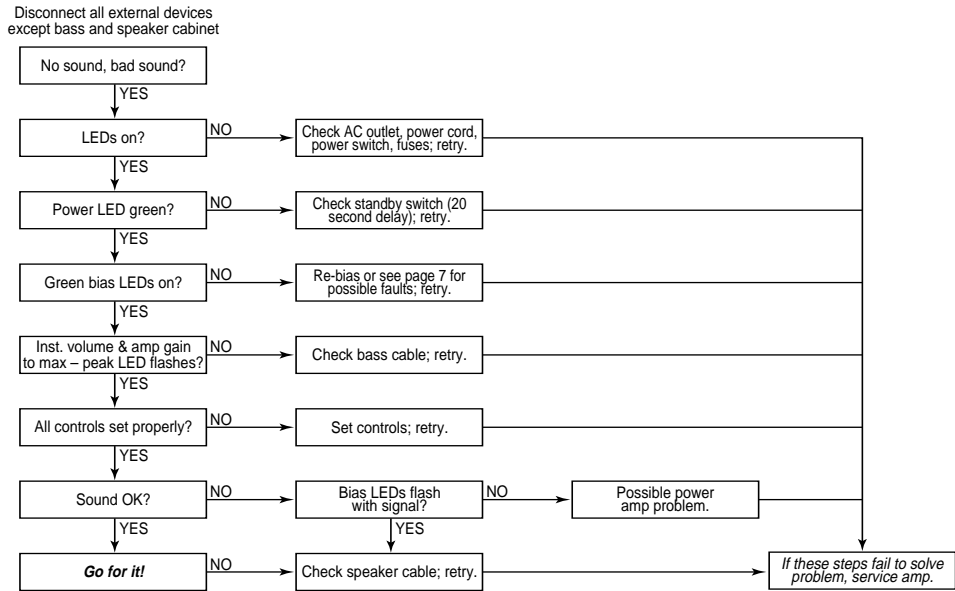 Disconnect all external devices
except bass and speaker cabinet
No sound, bad sound?
YES
LEDs on?
NO
Check AC outlet, power cord,
power switch, fuses; retry.
YES
Power LED green?
NO
Check standby switch (20
second delay); retry.
YES
Green bias LEDs on?
NO
Re-bias or see page 7 for
possible faults; retry.
YES
Inst. volume & amp gain
to max – peak LED flashes?
NO
Check bass cable; retry.
YES
All controls set properly?
NO
Set controls; retry.
YES
Sound OK?
NO
Bias LEDs flash
with signal?
NO
Possible power
amp problem.
YES
YES
Go for it!
NO
Check speaker cable; retry.
If these steps fail to solve
problem, service amp.